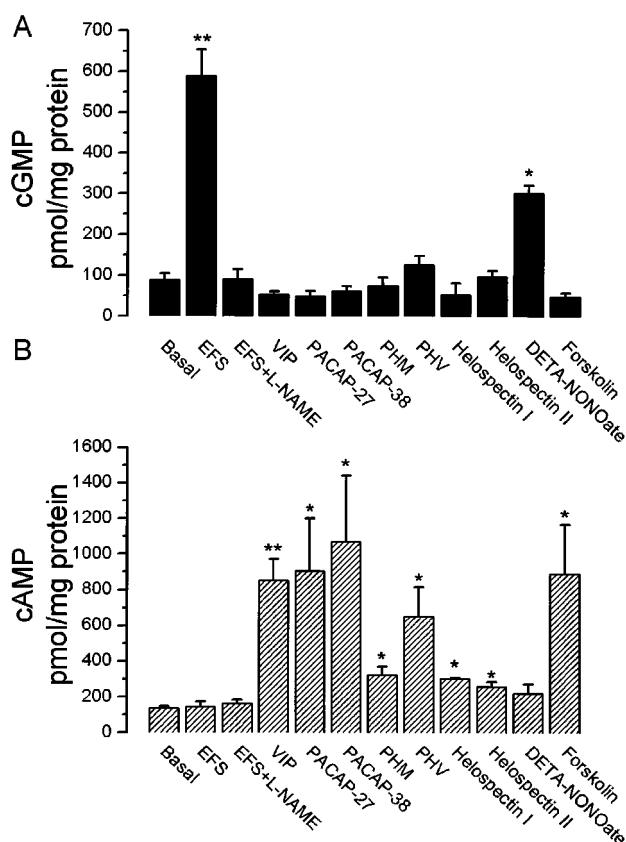 A
cGMP
pmol/mg protein
700
600
500
400
300
200
100
0
**
*
Basal
EFS
EFS+L-NAME
VIP
PACAP-27
PACAP-38
PHM
PHV
Helospectin I
Helospectin II
DETA-NONOate
Forskolin
B
cAMP
pmol/mg protein
1600
1400
1200
1000
800
600
400
200
0
**
*
*
*
*
*
*
*
Basal
EFS
EFS+L-NAME
VIP
PACAP-27
PACAP-38
PHM
PHV
Helospectin I
Helospectin II
DETA-NONOate
Forskolin